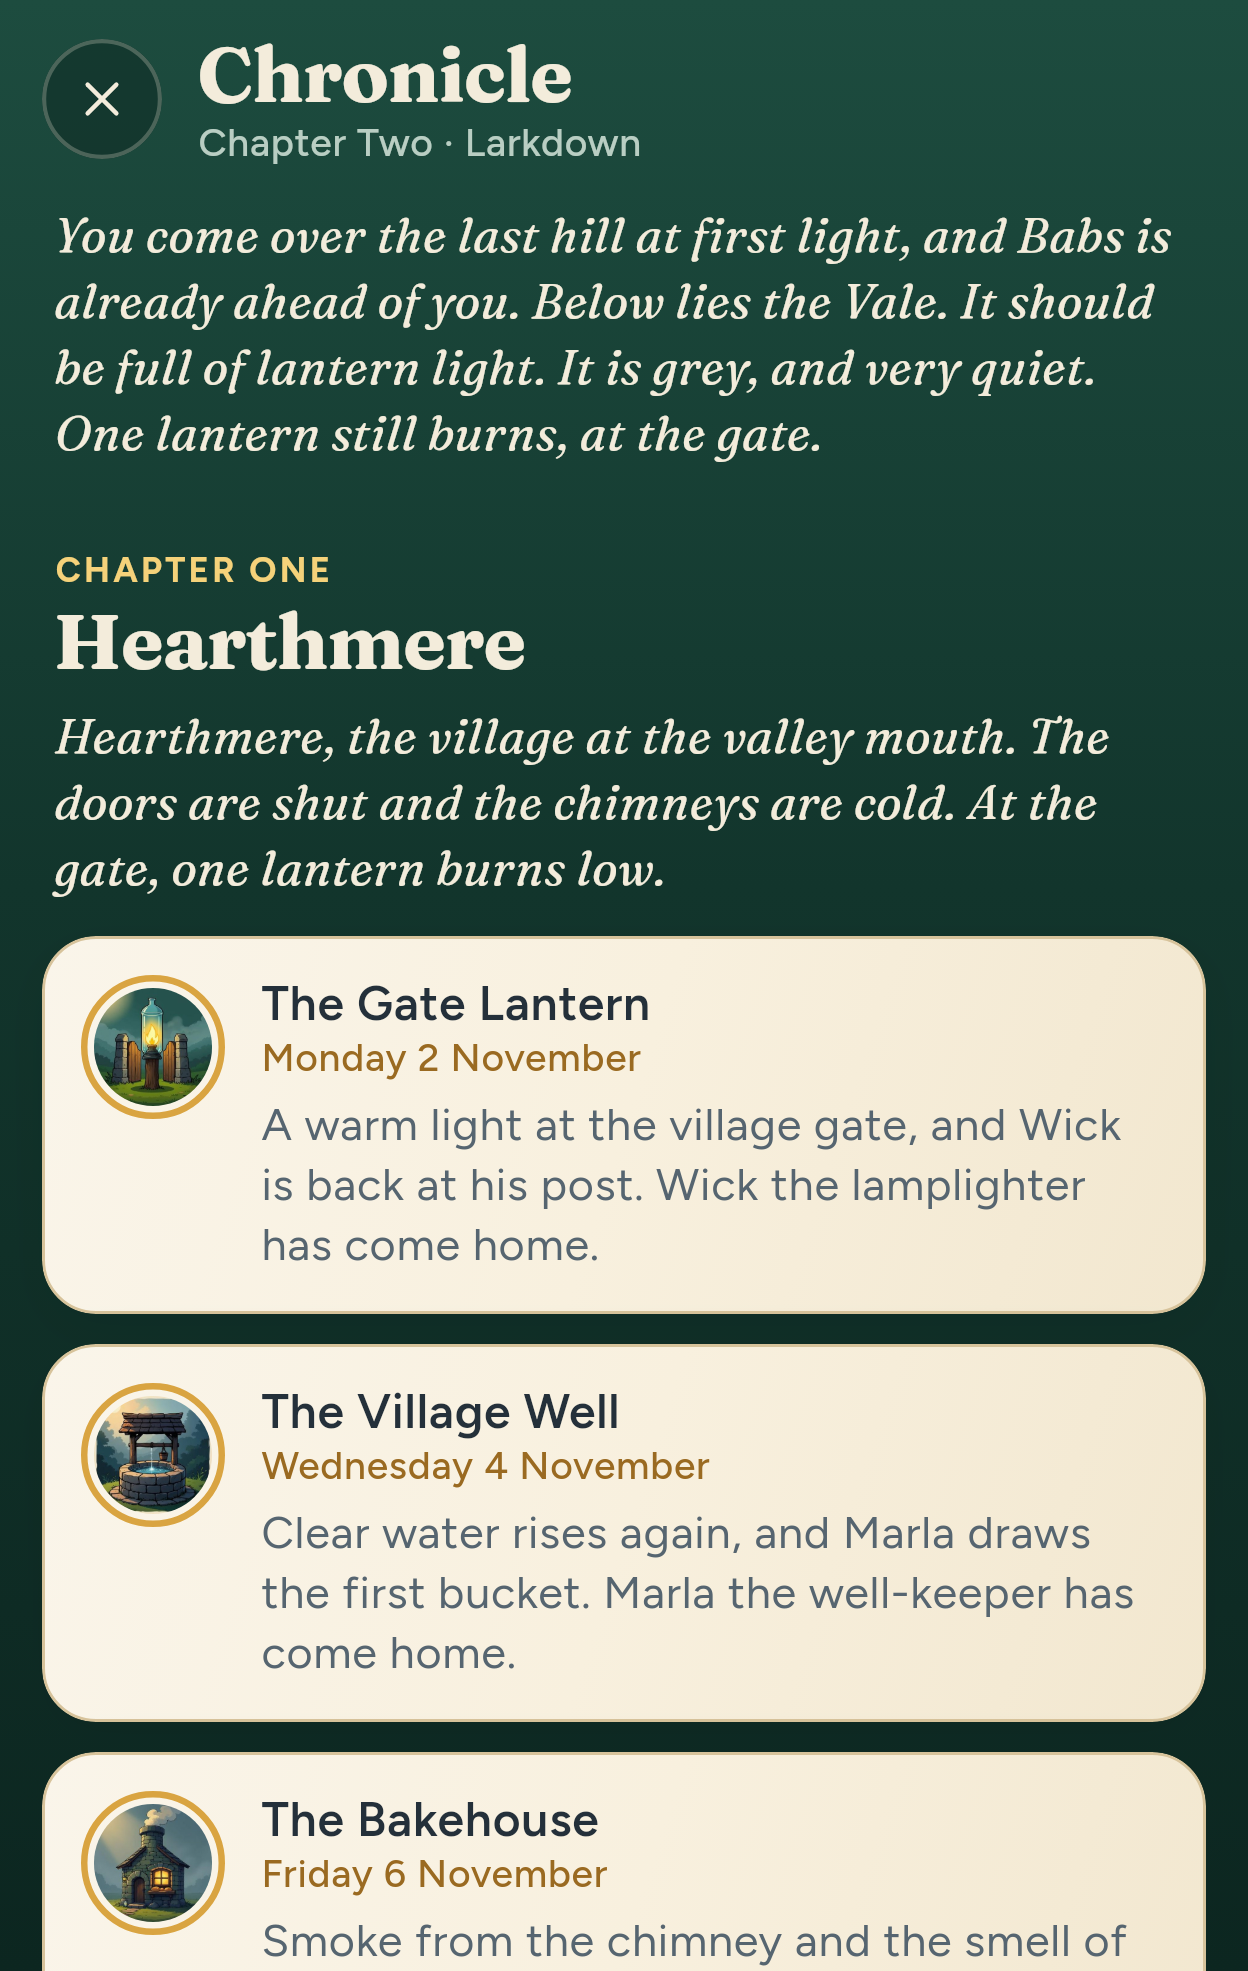 Chronicle
Chapter Two · Larkdown
You come over the last hill at first light, and Babs is
already ahead of you. Below lies the Vale. It should
be full of lantern light. It is grey, and very quiet.
One lantern still burns, at the gate.
CHAPTER ONE
Hearthmere
Hearthmere, the village at the valley mouth. The
doors are shut and the chimneys are cold. At the
gate, one lantern burns low.
The Gate Lantern
Monday 2 November
A warm light at the village gate, and Wick
is back at his post. Wick the lamplighter
has come home.
The Village Well
Wednesday 4 November
Clear water rises again, and Marla draws
the first bucket. Marla the well-keeper has
come home.
The Bakehouse
Friday 6 November
Smoke from the chimney and the smell of